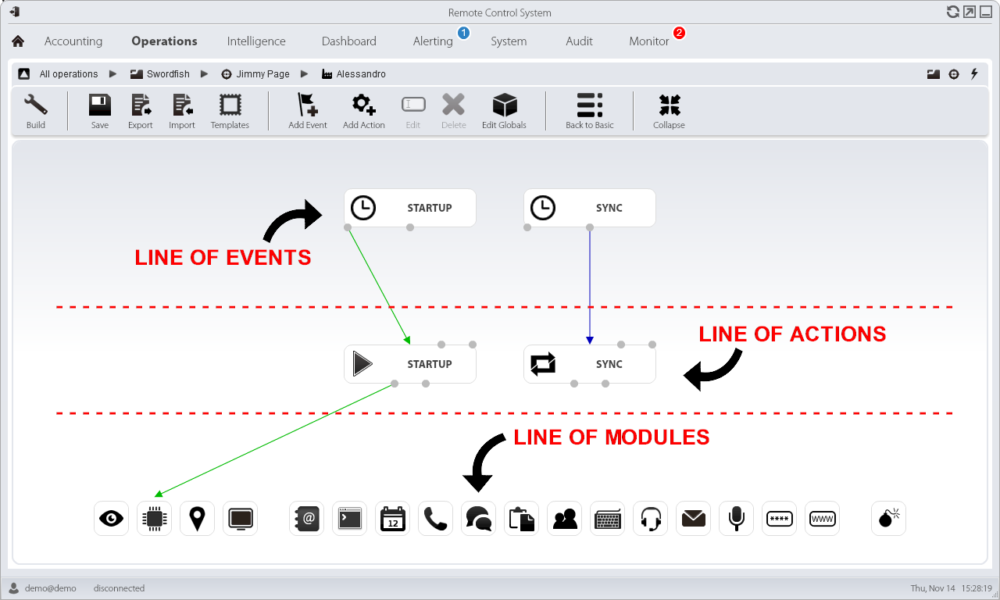 Remote Control System
Accounting Operations Intelligence Dashboard Alerting 1 System Audit Monitor 2
All operations Swordfish Jimmy Page Alessandro
Build Save Export Import Templates Add Event Add Action Edit Delete Edit Globals Back to Basic Collapse
STARTUP SYNC
LINE OF EVENTS
LINE OF ACTIONS
STARTUP SYNC
LINE OF MODULES
@ 12 **** WWW
demo@demo disconnected Thu, Nov 14 15:28:19